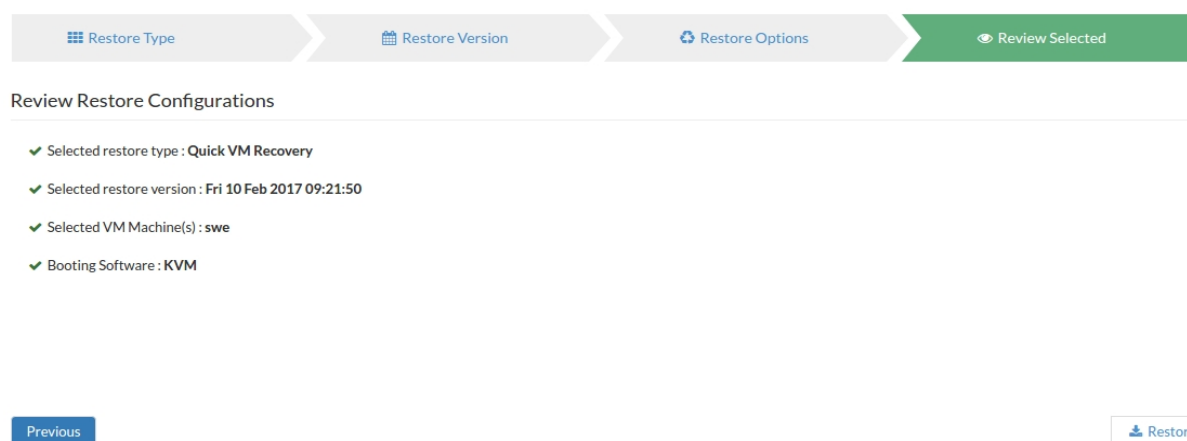 Restore Type
Restore Version
Restore Options
Review Selected
Review Restore Configurations
Selected restore type : Quick VM Recovery
Selected restore version : Fri 10 Feb 2017 09:21:50
Selected VM Machine(s) : swe
Booting Software : KVM
Previous
Restor